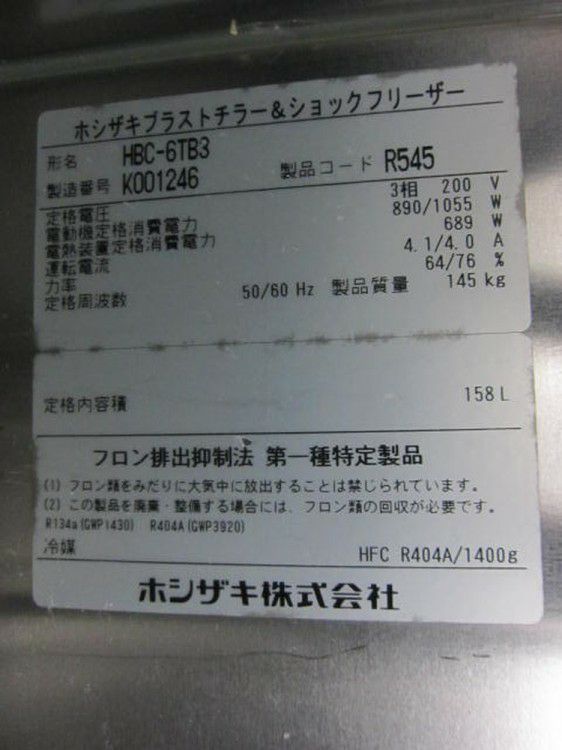 ホシザキブラストチラー＆ショックフリーザー
形名 HBC-6TB3
製造番号 K001246 製品コード R545
定格電圧 3相 200 V
電動機定格消費電力 890/1055 W
電熱装置定格消費電力 689 W
運転電流 4.1/4.0 A
力率 64/76 %
定格周波数 50/60 Hz 製品質量 145 kg
定格内容積 158 L
フロン排出抑制法 第一種特定製品
(1) フロン類をみだりに大気中に放出することは禁じられています。
(2) この製品を廃棄・整備する場合には、フロン類の回収が必要です。
R134a(GWP1430) R404A(GWP3920)
冷媒 HFC R404A/1400g
ホシザキ株式会社